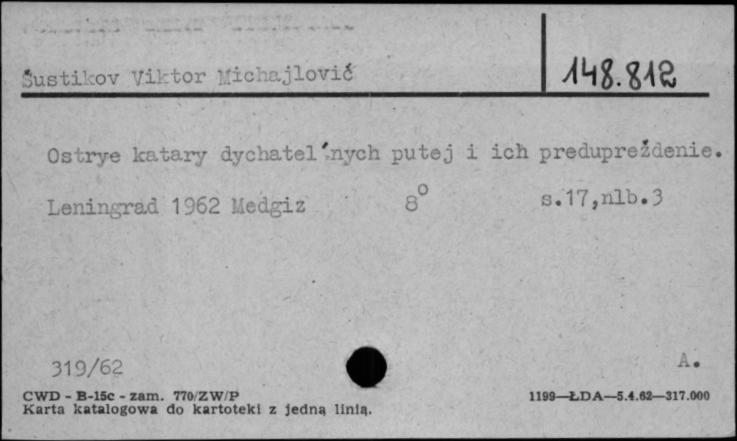 Šustikov Viktor Michajlovič
148.812
Ostrye katary dychatel'nych putej i ich predupreždenie.
Leningrad 1962 Medgiz 8° s.17,nlb.3
319/62 A.
CWD - B-15c - zam. 770/ZW/P 1199—ŁDA—5.4.62—317.000
Karta katalogowa do kartoteki z jedną linią.